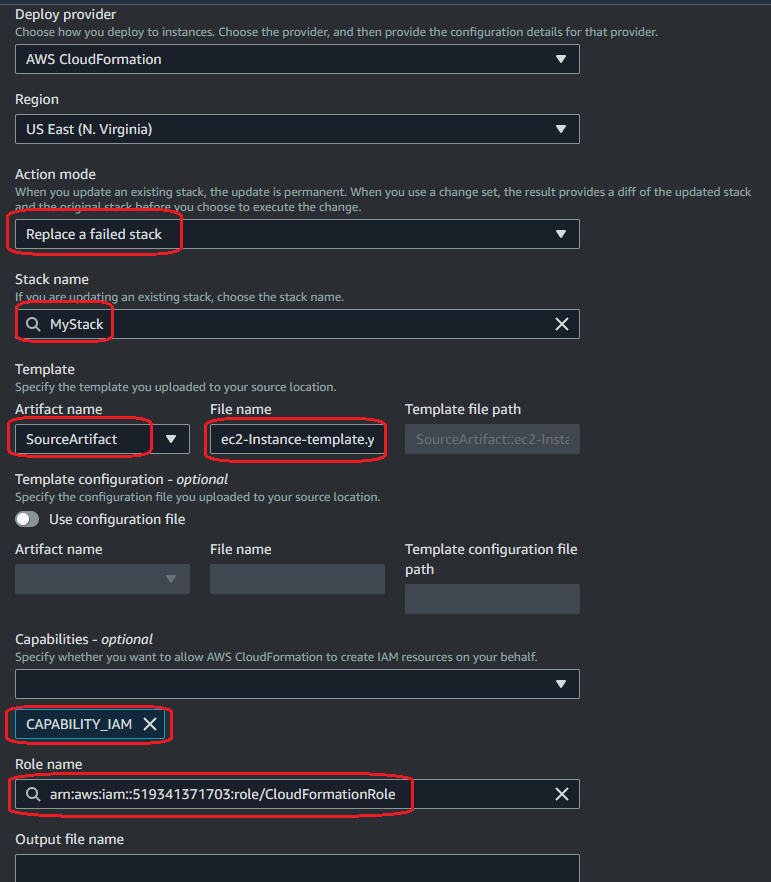 Deploy provider
Choose how you deploy to instances. Choose the provider, and then provide the configuration details for that provider.
AWS CloudFormation
Region
US East (N. Virginia)
Action mode
When you update an existing stack, the update is permanent. When you use a change set, the result provides a diff of the updated stack
and the original stack before you choose to execute the change.
Replace a failed stack
Stack name
If you are updating an existing stack, choose the stack name.
MyStack
Template
Specify the template you uploaded to your source location.
Artifact name File name Template file path
SourceArtifact ec2-Instance-template.y SourceArtifact::ec2-Insta
Template configuration - optional
Specify the configuration file you uploaded to your source location.
Use configuration file
Artifact name File name Template configuration file
path
Capabilities - optional
Specify whether you want to allow AWS CloudFormation to create IAM resources on your behalf.
CAPABILITY_IAM
Role name
arn:aws:iam::519341371703:role/CloudFormationRole
Output file name